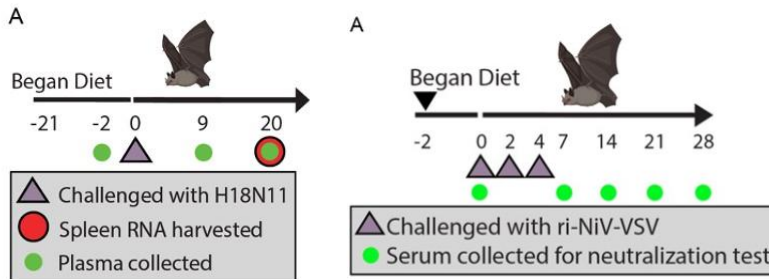 A
Began Diet
-21 -2 0 9 20
Challenged with H18N11
Spleen RNA harvested
Plasma collected
A
Began Diet
-2 0 2 4 7 14 21 28
Challenged with ri-NiV-VSV
Serum collected for neutralization test